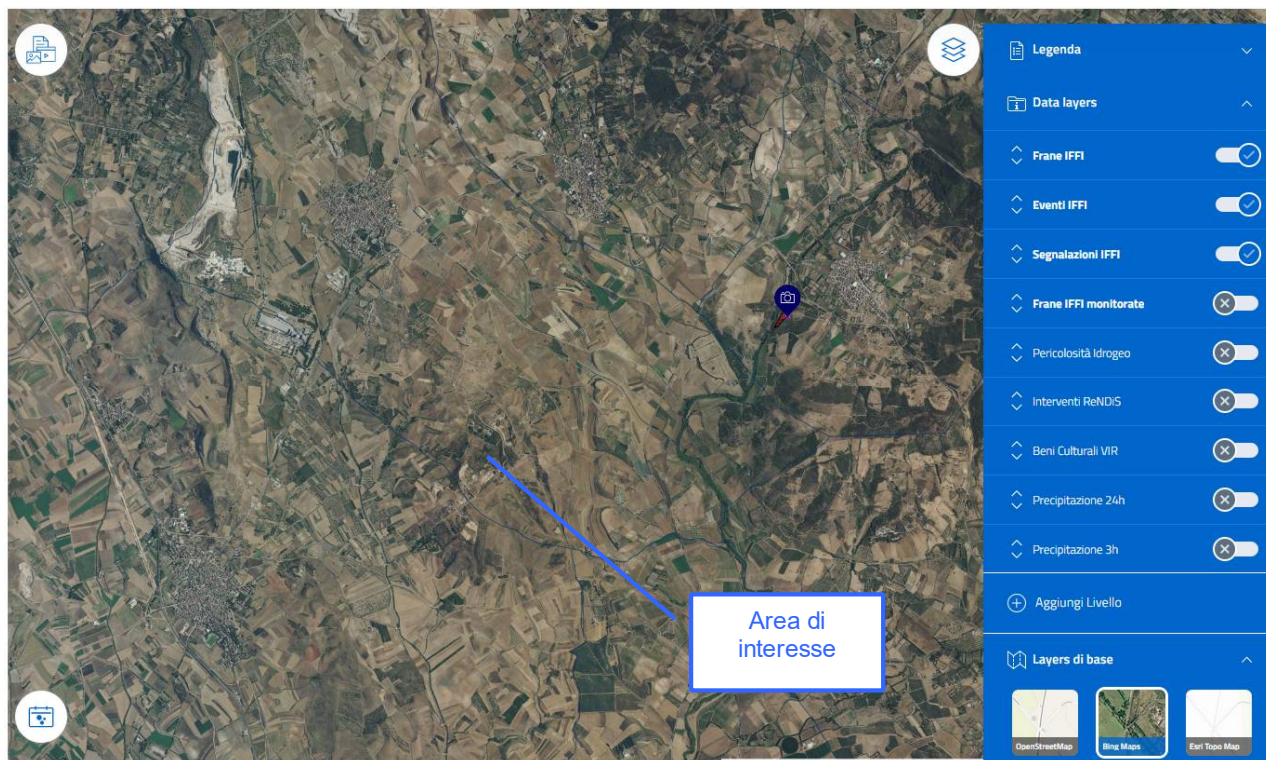 Legenda
Data layers
Frane IFFI
Eventi IFFI
Segnalazioni IFFI
Frane IFFI monitorate
Pericolosità Idrogeo
Interventi ReNDiS
Beni Culturali VIR
Precipitazione 24h
Precipitazione 3h
Aggiungi Livello
Layers di base
OpenStreetMap
Bing Maps
Esri Topo Map
Area di
interesse